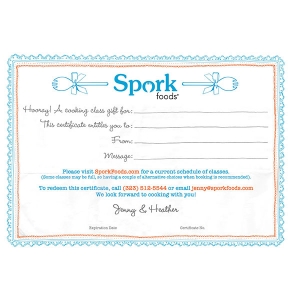 Spork
foods®
Hooray! A cooking class gift for:
This certificate entitles you to:
From:
Message:
Please visit SporkFoods.com for a current schedule of classes.
(Some classes may be full, so having a couple of alternative choices when booking is recommended).
To redeem this certificate, call (323) 512-5544 or email jenny@sporkfoods.com
We look forward to cooking with you!
Jenny & Heather
Expiration Date
Certificate No.